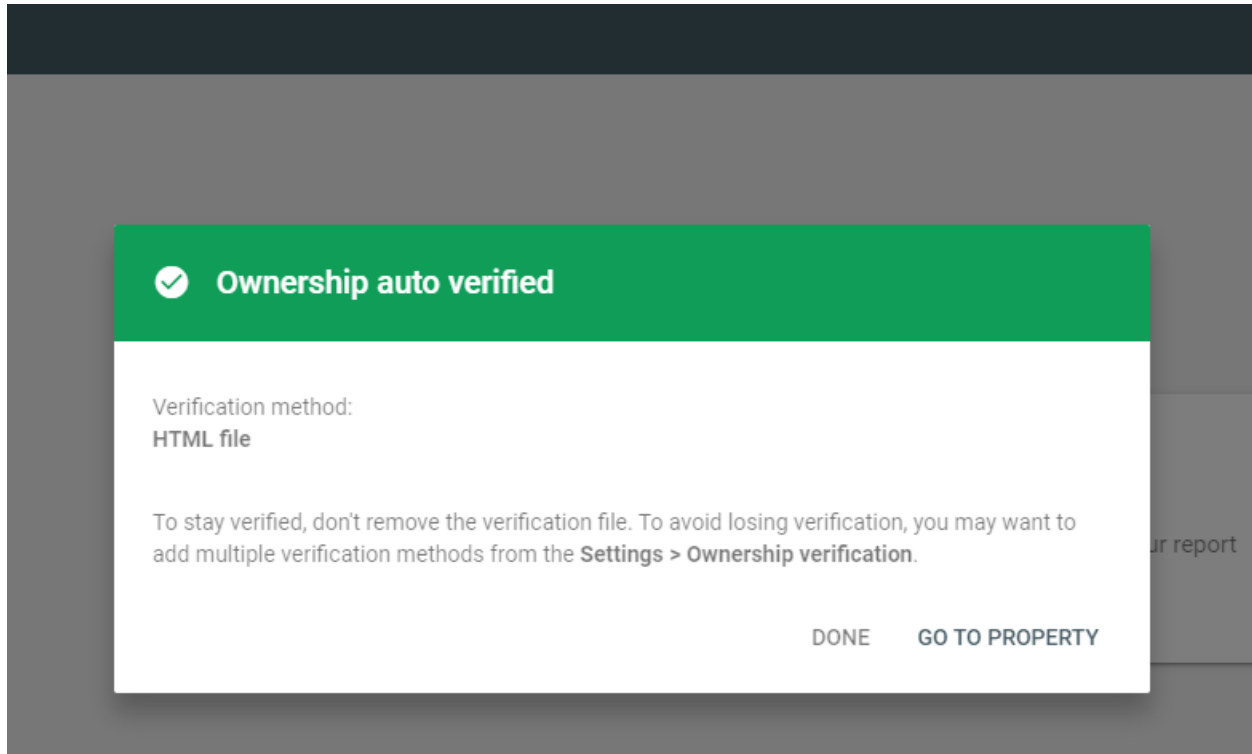 Ownership auto verified
Verification method:
HTML file
To stay verified, don't remove the verification file. To avoid losing verification, you may want to
add multiple verification methods from the Settings > Ownership verification.
ur report
DONE GO TO PROPERTY